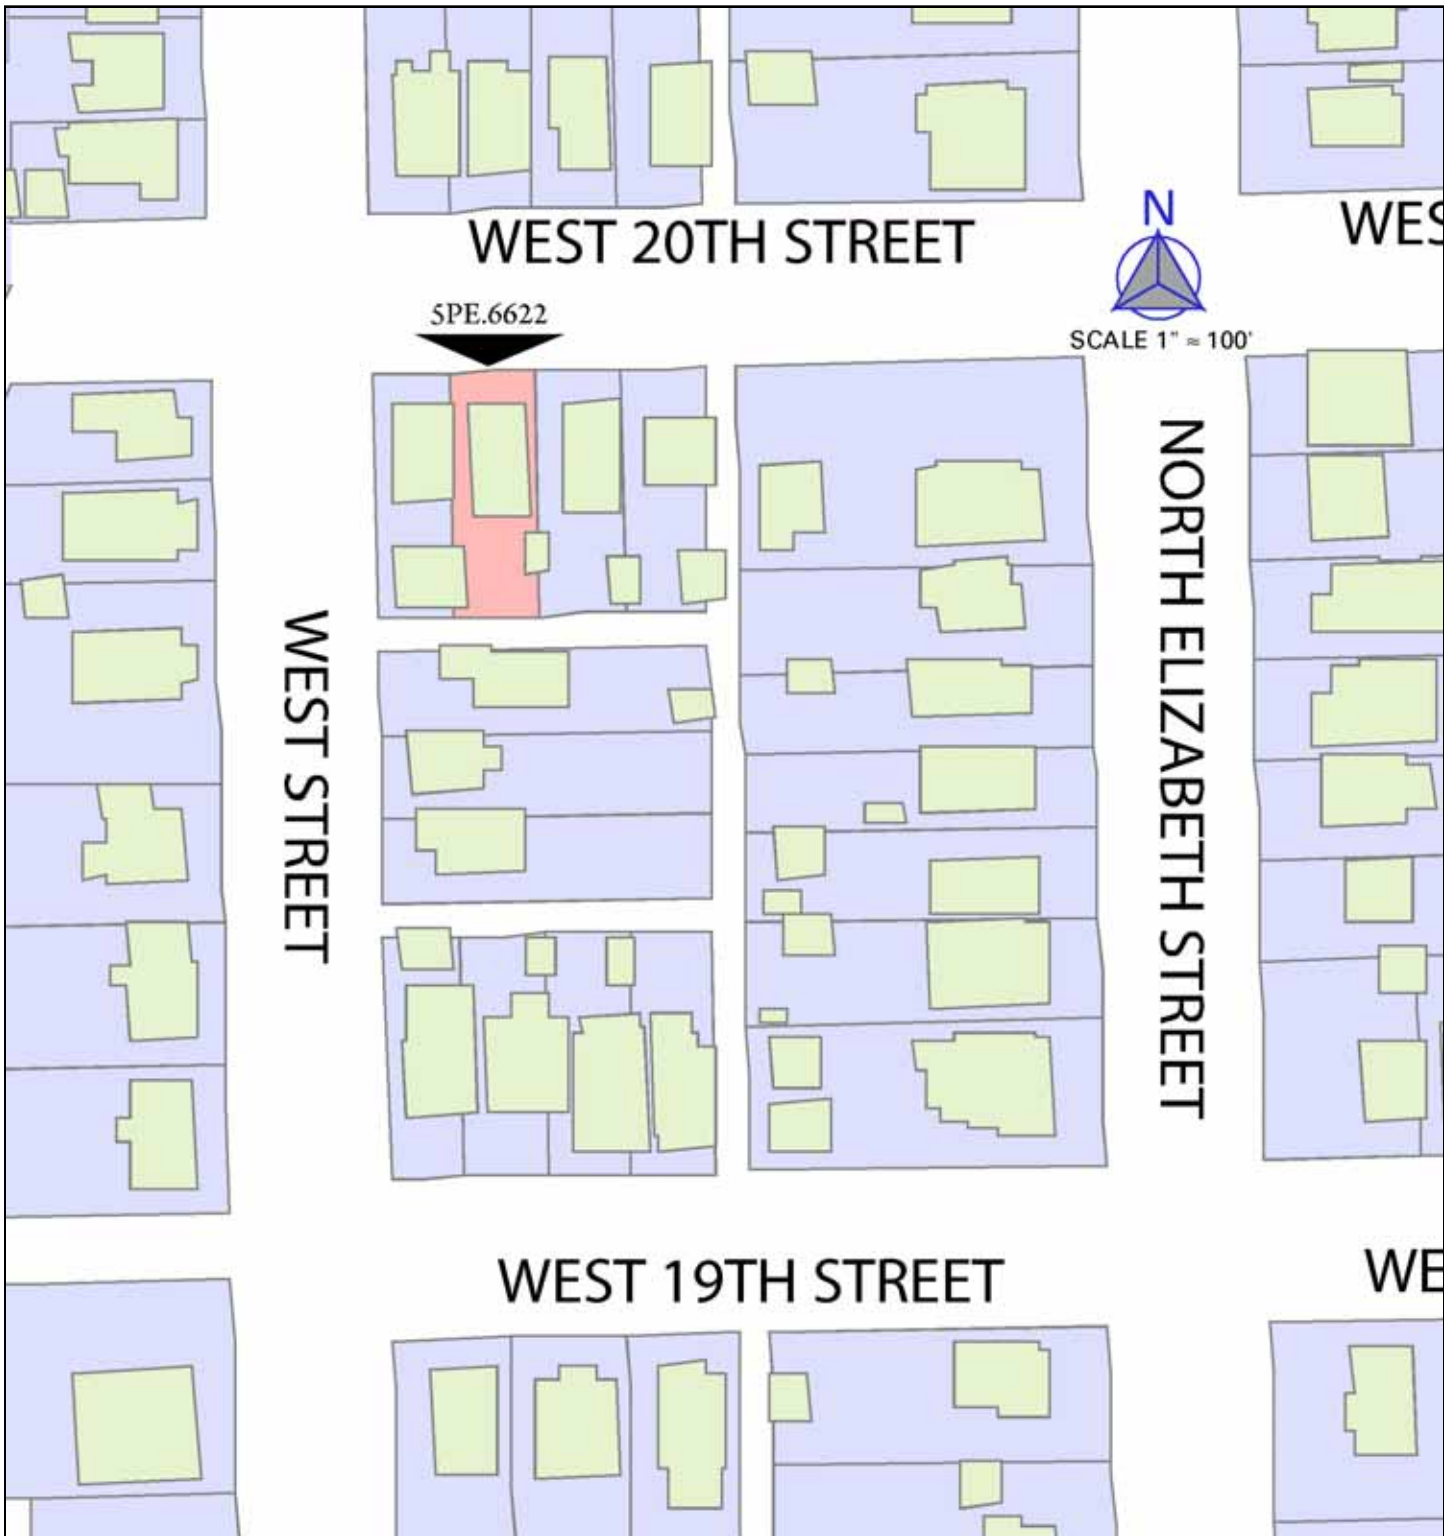 N
WEST 20TH STREET
WES
5PE.6622
SCALE 1" ≈ 100'
NORTH ELIZABETH STREET
WEST STREET
WEST 19TH STREET
WE